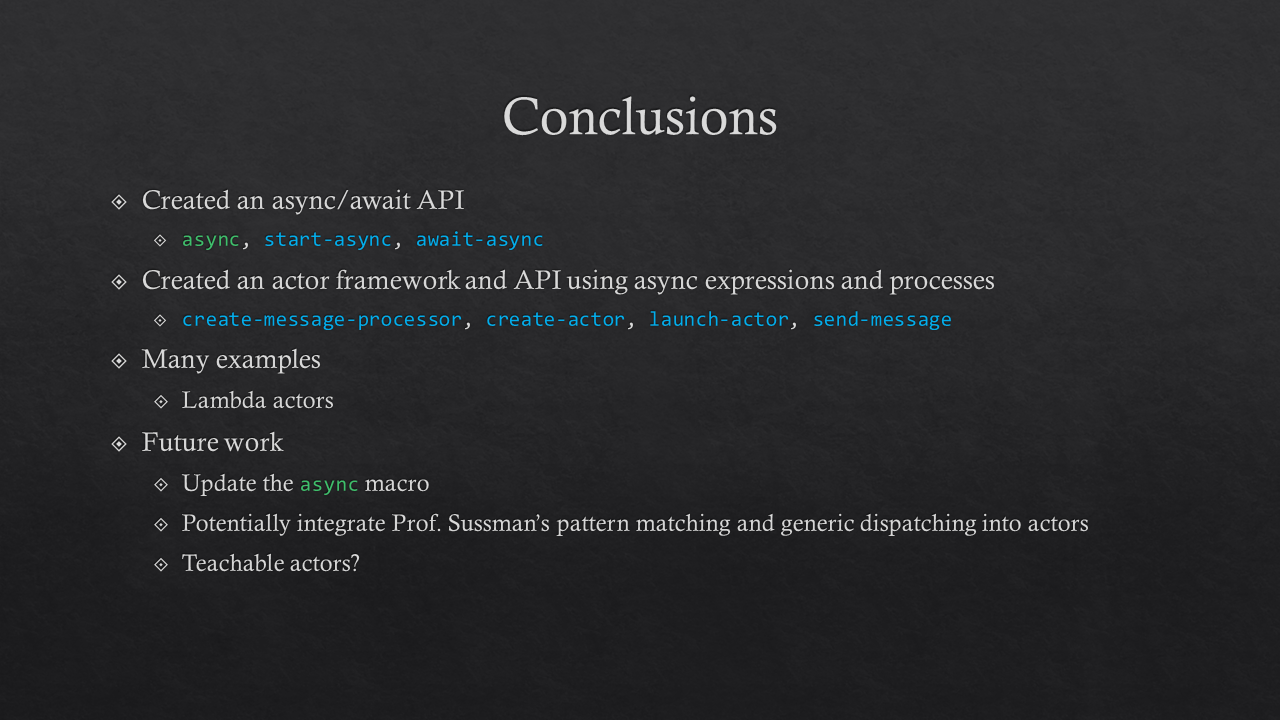 Conclusions
Created an async/await API
async, start-async, await-async
Created an actor framework and API using async expressions and processes
create-message-processor, create-actor, launch-actor, send-message
Many examples
Lambda actors
Future work
Update the async macro
Potentially integrate Prof. Sussman’s pattern matching and generic dispatching into actors
Teachable actors?